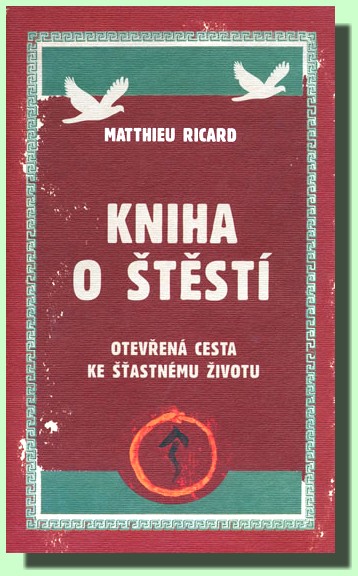 MATTHIEU RICARD
KNIHA
O ŠTĚSTÍ
OTEVŘENÁ CESTA
KE ŠŤASTNÉMU ŽIVOTU